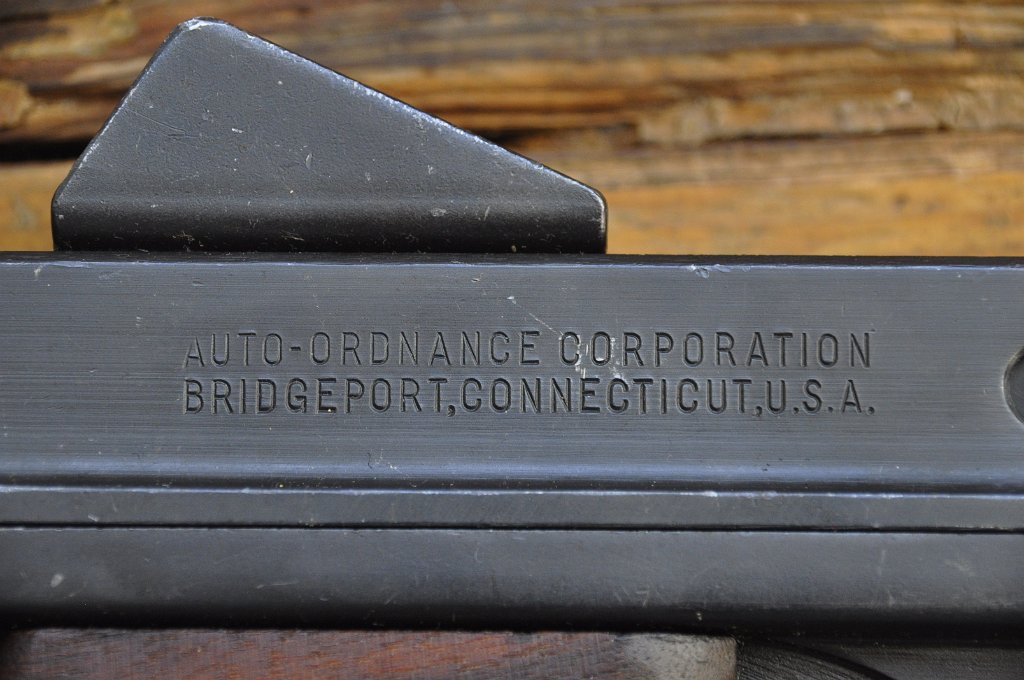 AUTO-ORDNANCE CORPORATION
BRIDGEPORT,CONNECTICUT,U.S.A.